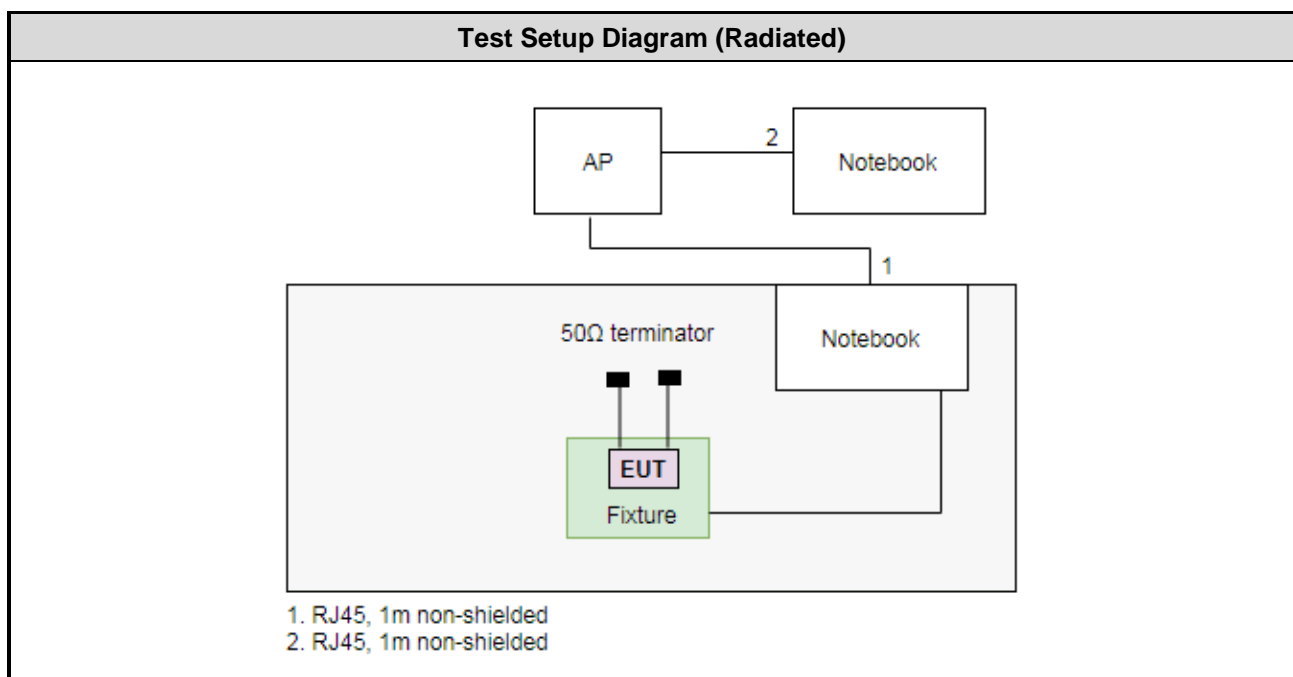 Test Setup Diagram (Radiated)
AP
2
Notebook
1
50Ω terminator
Notebook
EUT
Fixture
1. RJ45, 1m non-shielded
2. RJ45, 1m non-shielded